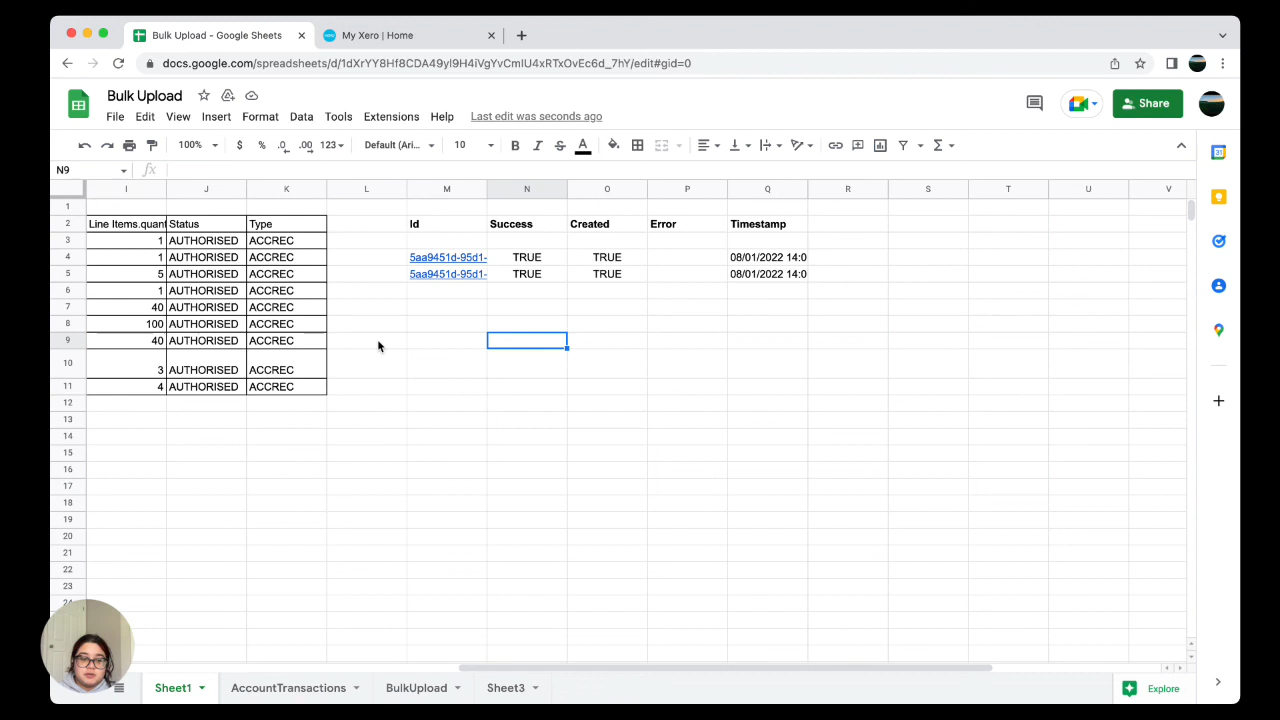 Bulk Upload - Google Sheets
My Xero | Home
docs.google.com/spreadsheets/d/1dXrYY8Hf8CDA49yl9H4iVgYvCmIU4xRTxOvEc6d_7hY/edit#gid=0
Bulk Upload
File Edit View Insert Format Data Tools Extensions Help Last edit was seconds ago
Share
100% $ % .0 .00 123 Default (Ari... 10 B I S A
N9 fx
I J K L M N O P Q R S T U V
1
2 Line Items.quant Status Type Id Success Created Error Timestamp
3 1 AUTHORISED ACCREC
4 1 AUTHORISED ACCREC 5aa9451d-95d1- TRUE TRUE 08/01/2022 14:0
5 5 AUTHORISED ACCREC 5aa9451d-95d1- TRUE TRUE 08/01/2022 14:0
6 1 AUTHORISED ACCREC
7 40 AUTHORISED ACCREC
8 100 AUTHORISED ACCREC
9 40 AUTHORISED ACCREC
10 3 AUTHORISED ACCREC
11 4 AUTHORISED ACCREC
12
13
14
15
16
17
18
19
20
21
22
23
24
Sheet1 AccountTransactions BulkUpload Sheet3
Explore